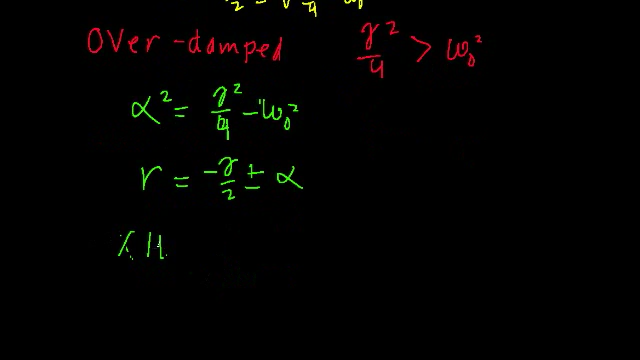 Over-damped γ²/4 > ω₀²
α² = γ²/4 - ω₀²
r = -γ/2 ± α